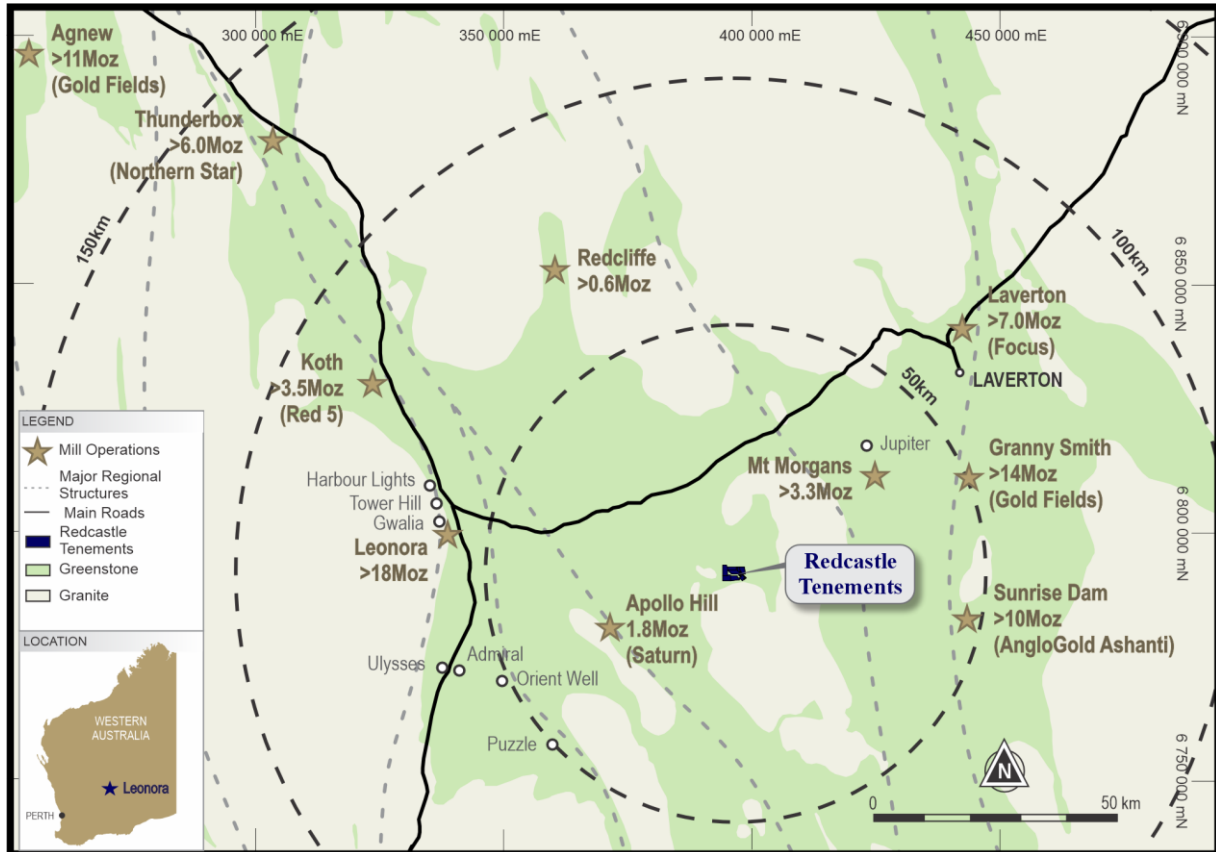 300 000 mE
350 000 mE
400 000 mE
450 000 mE
6 900 000 mN
6 850 000 mN
6 800 000 mN
6 750 000 mN
Agnew
>11Moz
(Gold Fields)
Thunderbox
>6.0Moz
(Northern Star)
150km
100km
50km
Redcliffe
>0.6Moz
Laverton
>7.0Moz
(Focus)
LAVERTON
Koth
>3.5Moz
(Red 5)
Jupiter
Mt Morgans
>3.3Moz
Granny Smith
>14Moz
(Gold Fields)
Harbour Lights
Tower Hill
Gwalia
Leonora
>18Moz
Redcastle
Tenements
Apollo Hill
1.8Moz
(Saturn)
Sunrise Dam
>10Moz
(AngloGold Ashanti)
Ulysses
Admiral
Orient Well
Puzzle
LEGEND
Mill Operations
Major Regional
Structures
Main Roads
Redcastle
Tenements
Greenstone
Granite
LOCATION
WESTERN
AUSTRALIA
Leonora
PERTH
N
0
50 km